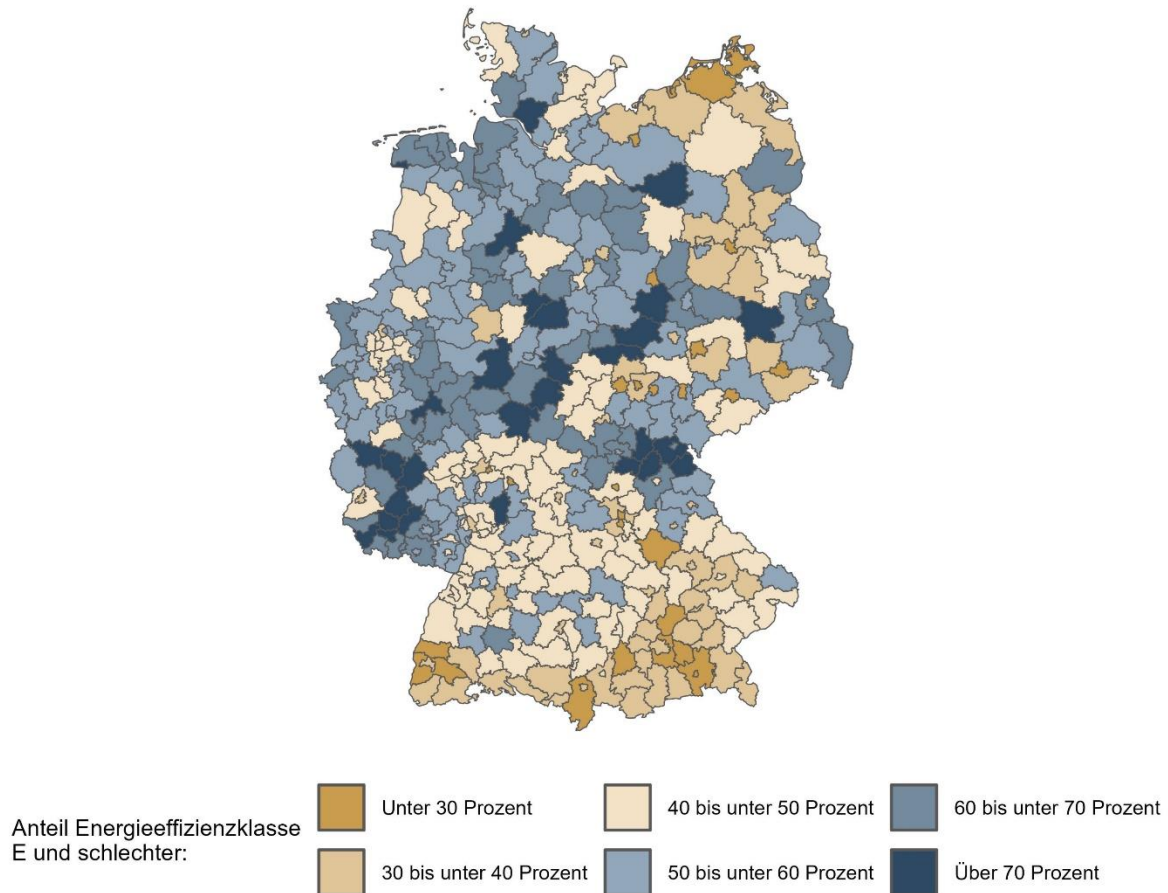 Anteil Energieeffizienzklasse
E und schlechter:
Unter 30 Prozent
30 bis unter 40 Prozent
40 bis unter 50 Prozent
50 bis unter 60 Prozent
60 bis unter 70 Prozent
Über 70 Prozent